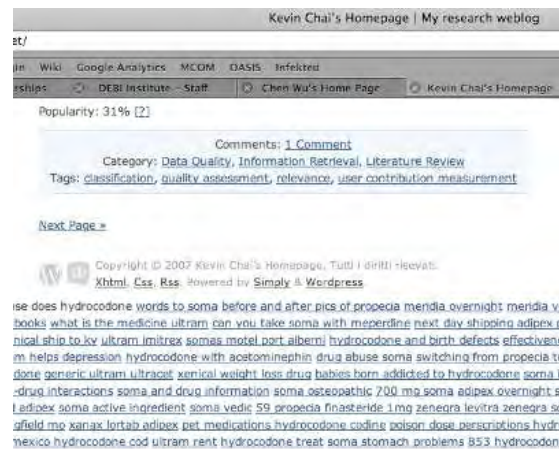 Kevin Chai's Homepage | My research weblog
et/
gin Wiki Google Analytics MCOM OASIS Infekted
erships DEBI Institute - Staff Chen Wu's Home Page Kevin Chai's Homepage
Popularity: 31% [?]
Comments: 1 Comment
Category: Data Quality, Information Retrieval, Literature Review
Tags: classification, quality assessment, relevance, user contribution measurement
Next Page »
Copyright © 2007 Kevin Chai's Homepage. Tutti i diritti riservati.
Xhtml, Css, Rss. Powered by Simply & Wordpress
se does hydrocodone words to soma before and after pics of propecia meridia overnight meridia v
books what is the medicine ultram can you take soma with meperdine next day shipping adipex
nical ship to ky ultram imitrex somas motel port alberni hydrocodone and birth defects effectiven
m helps depression hydrocodone with acetominephin drug abuse soma switching from propecia t
done generic ultram ultracet xenical weight loss drug babies born addicted to hydrocodone soma
-drug interactions soma and drug information soma osteopathic 700 mg soma adipex overnight s
l adipex soma active ingredient soma vedic 59 propecia finasteride 1mg zenegra levitra zenegra s
gfield mo xanax lortab adipex pet medications hydrocodone codine poison dose perscriptions hydr
mexico hydrocodone cod ultram rent hydrocodone treat soma stomach problems 853 hydrocodon